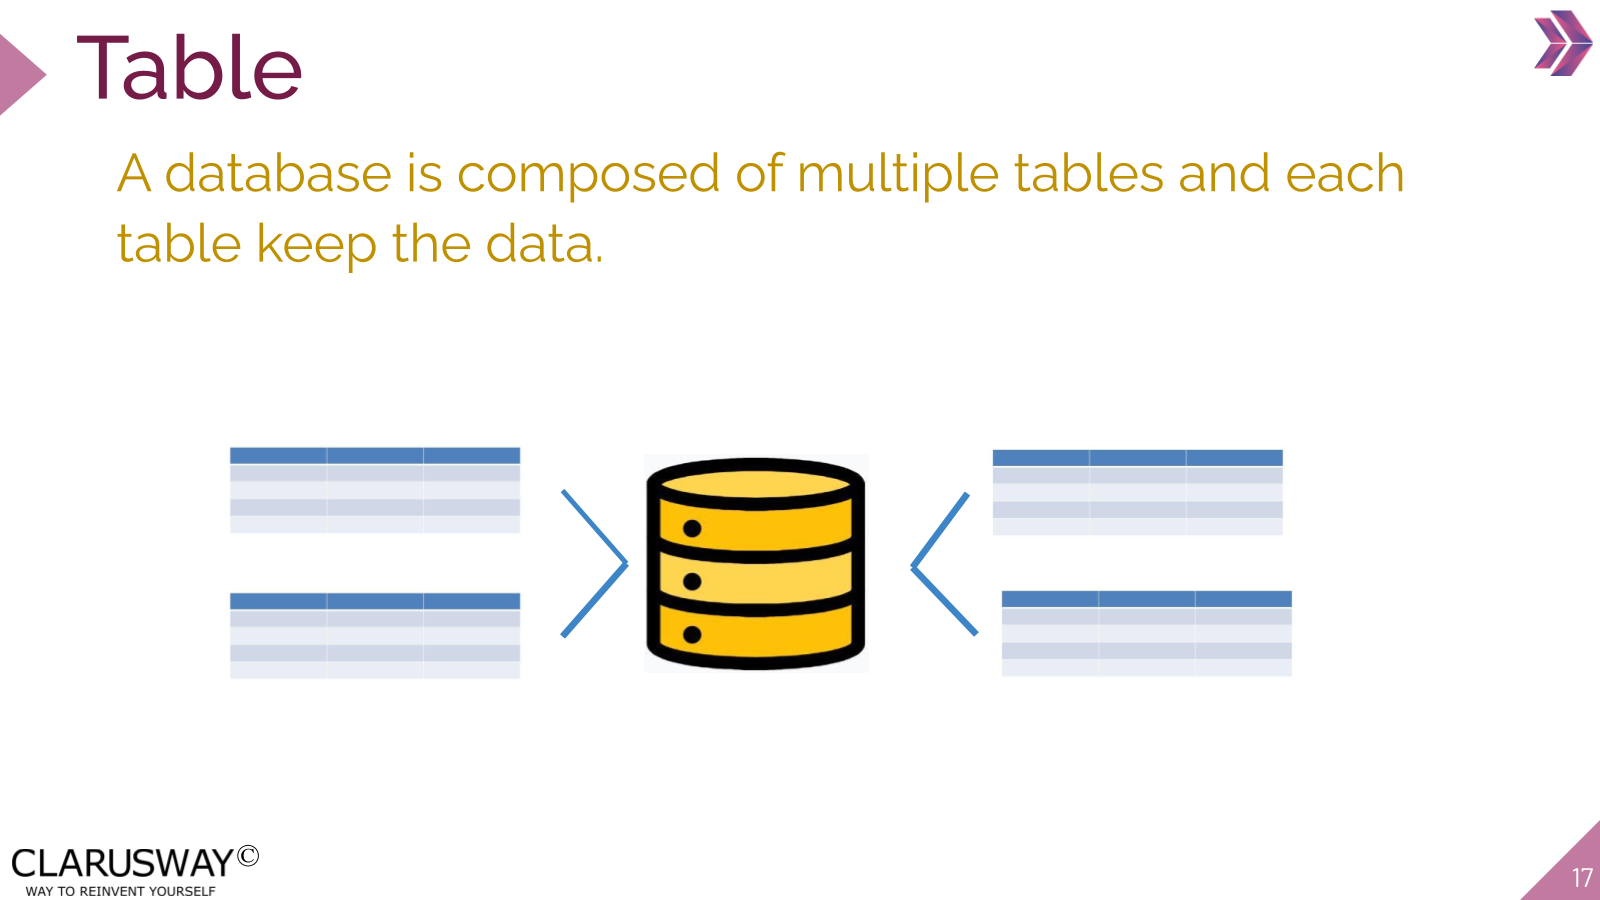 Table
A database is composed of multiple tables and each
table keep the data.
CLARUSWAY©
WAY TO REINVENT YOURSELF
17